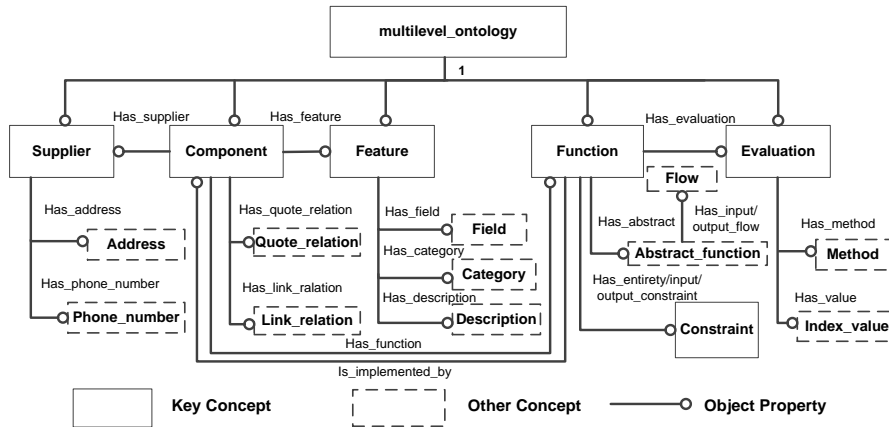 multilevel_ontology
1
Has_supplier
Has_feature
Has_evaluation
Supplier
Component
Feature
Function
Evaluation
Flow
Has_address
Has_quote_relation
Has_field
Has_abstract
Has_input/
output_flow
Has_method
Address
Quote_relation
Field
Abstract_function
Method
Has_category
Has_phone_number
Has_link_ralation
Category
Has_entirety/input/
output_constraint
Has_description
Has_value
Phone_number
Link_relation
Description
Constraint
Index_value
Has_function
Is_implemented_by
Key Concept
Other Concept
Object Property